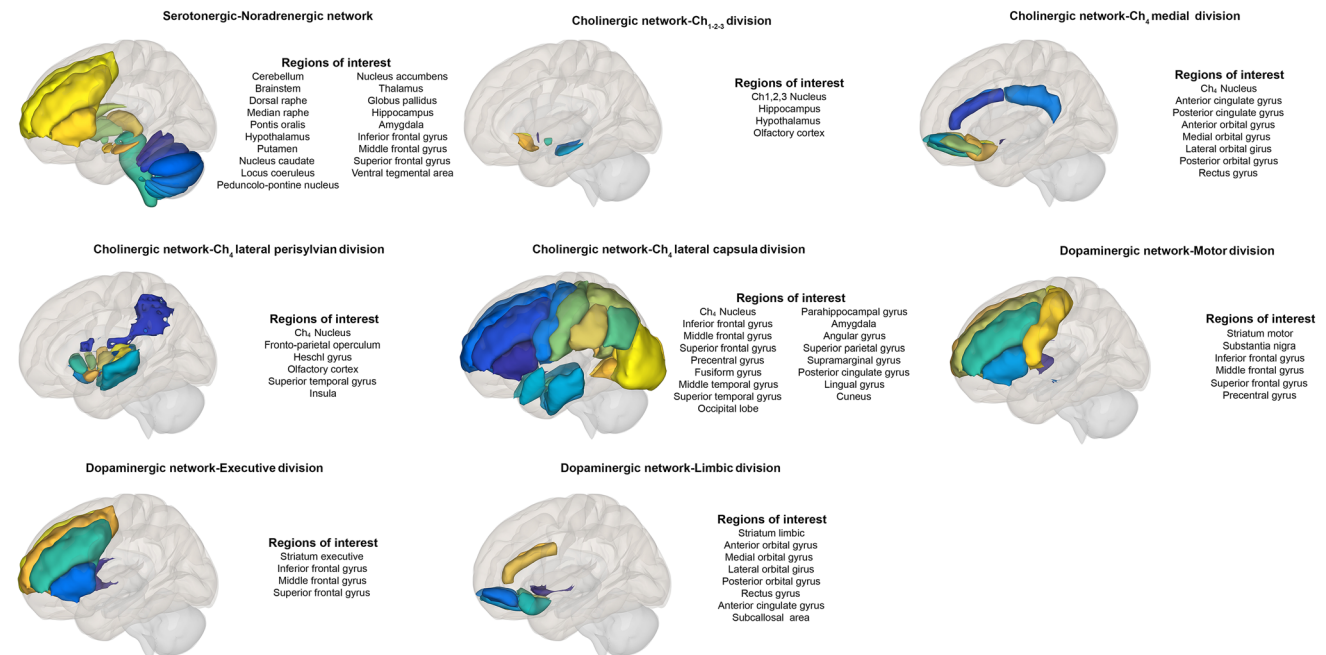 Serotonergic-Noradrenergic network
Regions of interest
Cerebellum
Brainstem
Dorsal raphe
Median raphe
Pontis oralis
Hypothalamus
Putamen
Nucleus caudate
Locus coeruleus
Peduncolo-pontine nucleus
Nucleus accumbens
Thalamus
Globus pallidus
Hippocampus
Amygdala
Inferior frontal gyrus
Middle frontal gyrus
Superior frontal gyrus
Ventral tegmental area
Cholinergic network-Ch1-2-3 division
Regions of interest
Ch1,2,3 Nucleus
Hippocampus
Hypothalamus
Olfactory cortex
Cholinergic network-Ch4 medial division
Regions of interest
Ch4 Nucleus
Anterior cingulate gyrus
Posterior cingulate gyrus
Anterior orbital gyrus
Medial orbital gyrus
Lateral orbital girus
Posterior orbital gyrus
Rectus gyrus
Cholinergic network-Ch4 lateral perisylvian division
Regions of interest
Ch4 Nucleus
Fronto-parietal operculum
Heschl gyrus
Olfactory cortex
Superior temporal gyrus
Insula
Cholinergic network-Ch4 lateral capsula division
Regions of interest
Ch4 Nucleus
Inferior frontal gyrus
Middle frontal gyrus
Superior frontal gyrus
Precentral gyrus
Fusiform gyrus
Middle temporal gyrus
Superior temporal gyrus
Occipital lobe
Parahippocampal gyrus
Amygdala
Angular gyrus
Superior parietal gyrus
Supramarginal gyrus
Posterior cingulate gyrus
Lingual gyrus
Cuneus
Dopaminergic network-Motor division
Regions of interest
Striatum motor
Substantia nigra
Inferior frontal gyrus
Middle frontal gyrus
Superior frontal gyrus
Precentral gyrus
Dopaminergic network-Executive division
Regions of interest
Striatum executive
Inferior frontal gyrus
Middle frontal gyrus
Superior frontal gyrus
Dopaminergic network-Limbic division
Regions of interest
Striatum limbic
Anterior orbital gyrus
Medial orbital gyrus
Lateral orbital girus
Posterior orbital gyrus
Rectus gyrus
Anterior cingulate gyrus
Subcallosal area